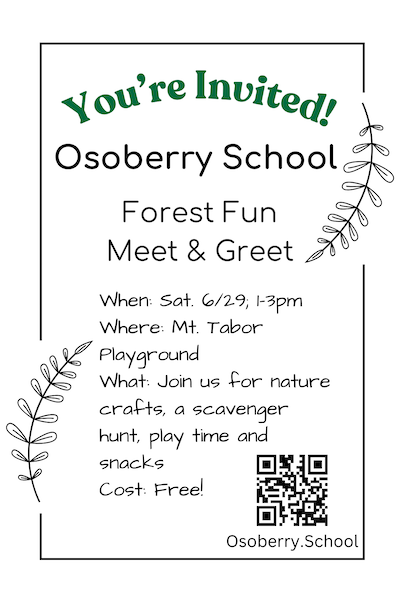 You're Invited!
Osoberry School
Forest Fun
Meet & Greet
When: Sat. 6/29; 1-3pm
Where: Mt. Tabor
Playground
What: Join us for nature
crafts, a scavenger
hunt, play time and
snacks
Cost: Free!
Osoberry.School